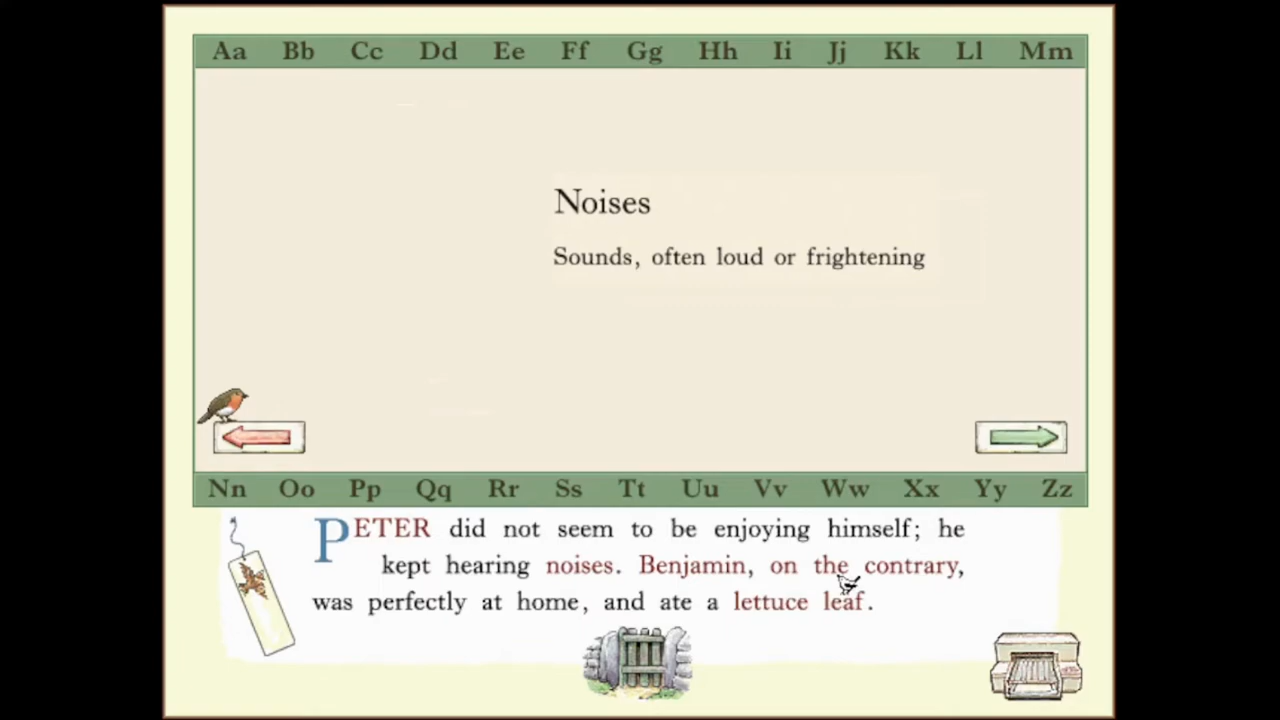 Aa Bb Cc Dd Ee Ff Gg Hh Ii Jj Kk Ll Mm
Noises
Sounds, often loud or frightening
Nn Oo Pp Qq Rr Ss Tt Uu Vv Ww Xx Yy Zz
PETER did not seem to be enjoying himself; he
kept hearing noises. Benjamin, on the contrary,
was perfectly at home, and ate a lettuce leaf.